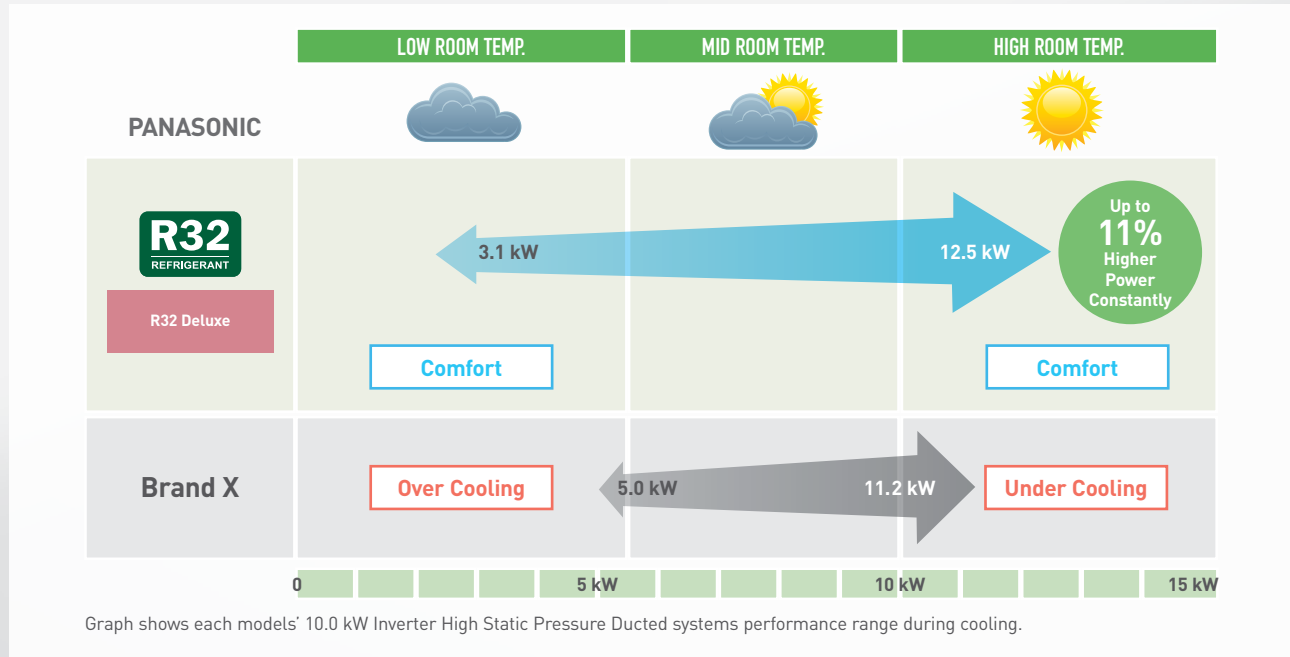 LOW ROOM TEMP.
MID ROOM TEMP.
HIGH ROOM TEMP.
PANASONIC
R32
REFRIGERANT
R32 Deluxe
3.1 kW
12.5 kW
Up to
11%
Higher
Power
Constantly
Comfort
Comfort
Brand X
Over Cooling
5.0 kW
11.2 kW
Under Cooling
0
5 kW
10 kW
15 kW
Graph shows each models’ 10.0 kW Inverter High Static Pressure Ducted systems performance range during cooling.